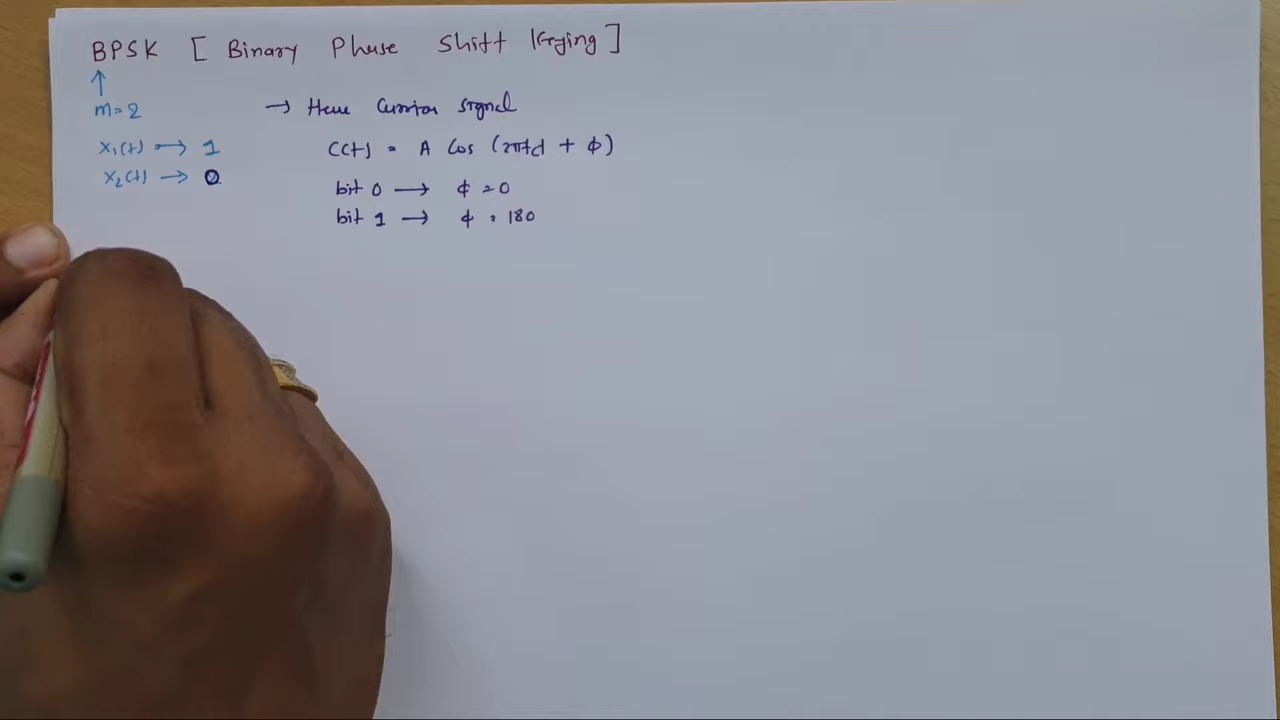 BPSK [ Binary Phase Shift Keying ]
↑
m = 2
→ Here Carrier signal
x₁(t) → 1
C(t) = A Cos (2πfct + ϕ)
x₂(t) → 0
bit 0 → ϕ = 0
bit 1 → ϕ = 180